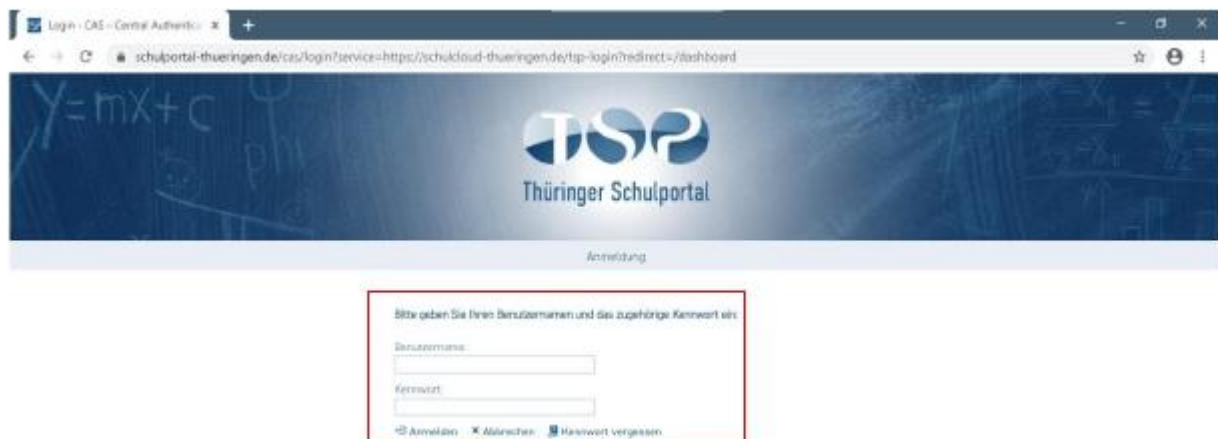 Login - CAS – Central Authentic
schulportal-thueringen.de/cas/login?service=https://schulcloud-thueringen.de/tsp-login?redirect=/dashboard
y=mx+c
phi
TSP
Thüringer Schulportal
Anmeldung
Bitte geben Sie Ihren Benutzernamen und das zugehörige Kennwort ein:
Benutzername:
Kennwort:
Anmelden Abbrechen Kennwort vergessen